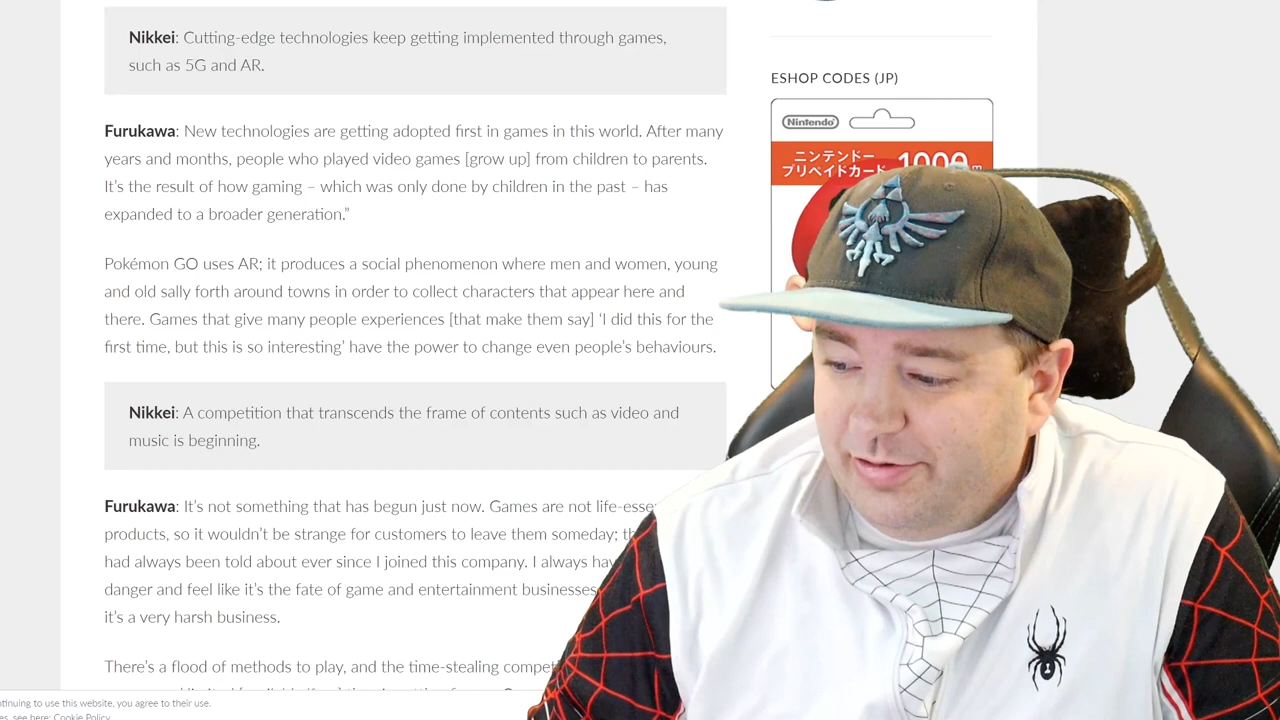 Nikkei: Cutting-edge technologies keep getting implemented through games,
such as 5G and AR.
Furukawa: New technologies are getting adopted first in games in this world. After many
years and months, people who played video games [grow up] from children to parents.
It's the result of how gaming – which was only done by children in the past – has
expanded to a broader generation.”
Pokémon GO uses AR; it produces a social phenomenon where men and women, young
and old sally forth around towns in order to collect characters that appear here and
there. Games that give many people experiences [that make them say] ‘I did this for the
first time, but this is so interesting’ have the power to change even people’s behaviours.
Nikkei: A competition that transcends the frame of contents such as video and
music is beginning.
Furukawa: It’s not something that has begun just now. Games are not life-esse
products, so it wouldn’t be strange for customers to leave them someday;
had always been told about ever since I joined this company. I always hav
danger and feel like it’s the fate of game and entertainment businesses
it’s a very harsh business.
There’s a flood of methods to play, and the time-stealing compet
ntinuing to use this website, you agree to their use.
es, see here: Cookie Policy
ESHOP CODES (JP)
Nintendo
ニンテンドー
プリペイドカード 1000円